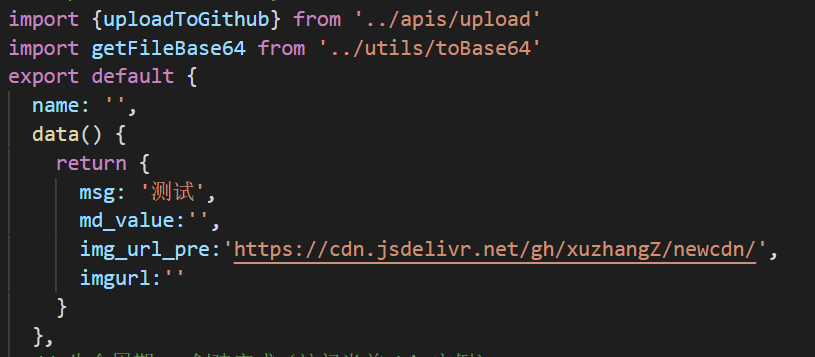 import {uploadToGithub} from '../apis/upload'
import getFileBase64 from '../utils/toBase64'
export default {
name: '',
data() {
return {
msg: '测试',
md_value:'',
img_url_pre:'https://cdn.jsdelivr.net/gh/xuzhangZ/newcdn/',
imgurl:''
}
},